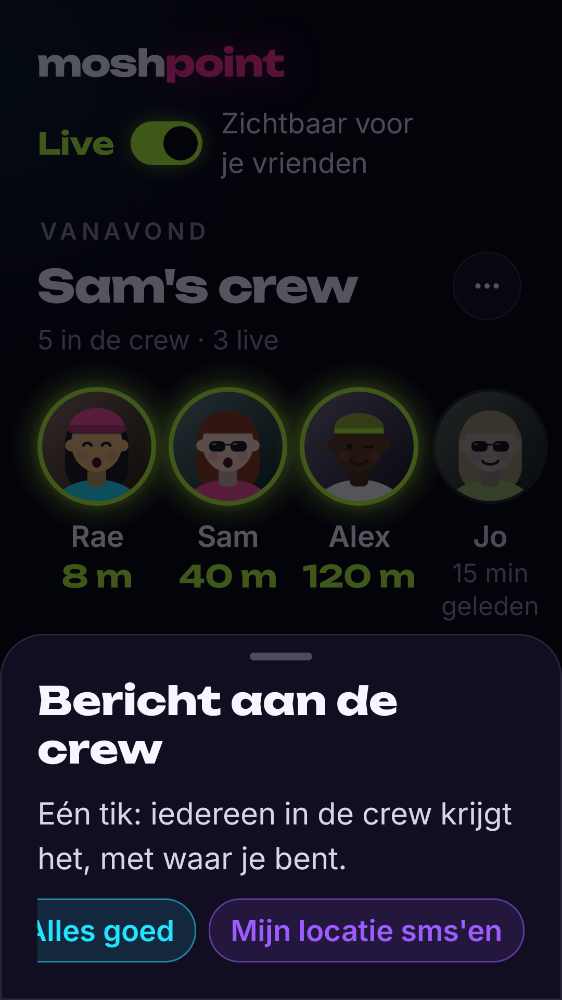 moshpoint
Live
Zichtbaar voor
je vrienden
VANAVOND
Sam's crew
5 in de crew · 3 live
Rae
Sam
Alex
Jo
8 m
40 m
120 m
15 min
geleden
Bericht aan de
crew
Eén tik: iedereen in de crew krijgt
het, met waar je bent.
Alles goed
Mijn locatie sms'en